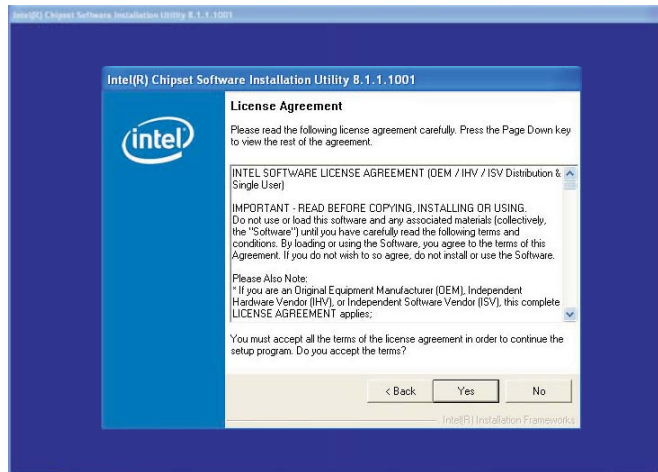 Intel(R) Chipset Software Installation Utility 8.1.1.1001
Intel(R) Chipset Software Installation Utility 8.1.1.1001
License Agreement
intel
Please read the following license agreement carefully. Press the Page Down key
to view the rest of the agreement.
INTEL SOFTWARE LICENSE AGREEMENT (OEM / IHV / ISV Distribution &
Single User)
IMPORTANT - READ BEFORE COPYING, INSTALLING OR USING.
Do not use or load this software and any associated materials (collectively,
the "Software") until you have carefully read the following terms and
conditions. By loading or using the Software, you agree to the terms of this
Agreement. If you do not wish to so agree, do not install or use the Software.
Please Also Note:
* If you are an Original Equipment Manufacturer (OEM), Independent
Hardware Vendor (IHV), or Independent Software Vendor (ISV), this complete
LICENSE AGREEMENT applies;
You must accept all the terms of the license agreement in order to continue the
setup program. Do you accept the terms?
< Back Yes No
Intel(R) Installation Frameworks